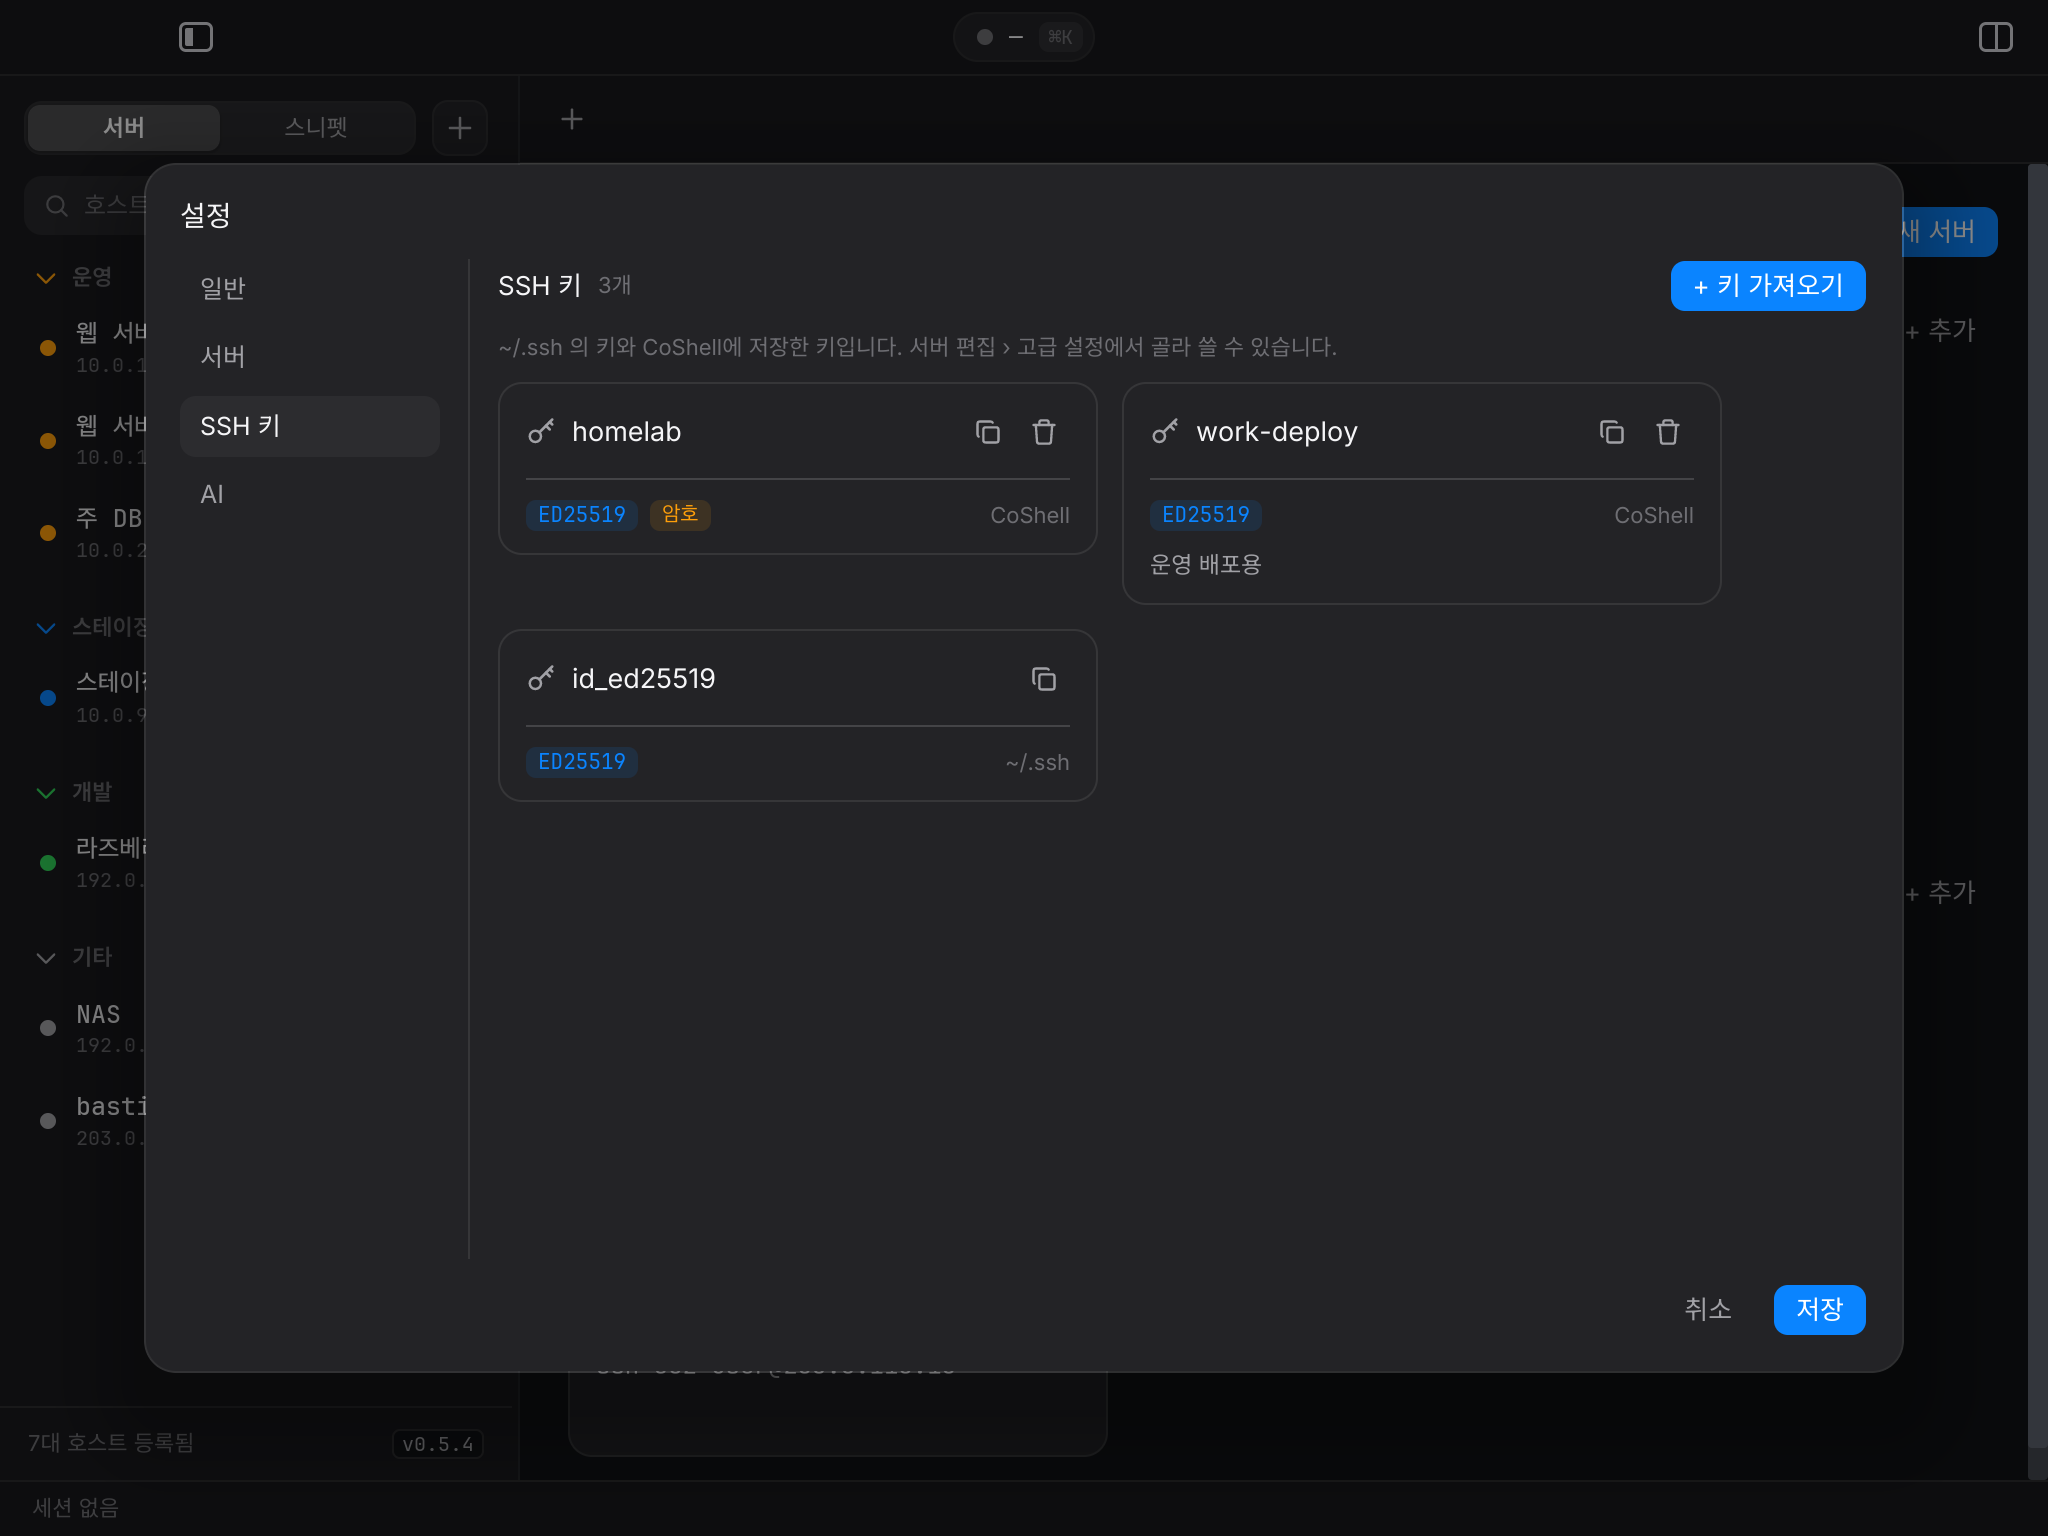 — ⌘K
서버 스니펫
호스트
새 서버
설정
일반
서버
SSH 키
AI
SSH 키 3개
+ 키 가져오기
~/.ssh 의 키와 CoShell에 저장한 키입니다. 서버 편집 › 고급 설정에서 골라 쓸 수 있습니다.
homelab
ED25519 암호 CoShell
work-deploy
ED25519 CoShell
운영 배포용
id_ed25519
ED25519 ~/.ssh
취소 저장
운영
웹 서버
10.0.1
웹 서버
10.0.1
주 DB
10.0.2
스테이징
스테이징
10.0.9
개발
라즈베리
192.0.
기타
NAS
192.0.
basti
203.0.
+ 추가
+ 추가
7대 호스트 등록됨 v0.5.4
세션 없음